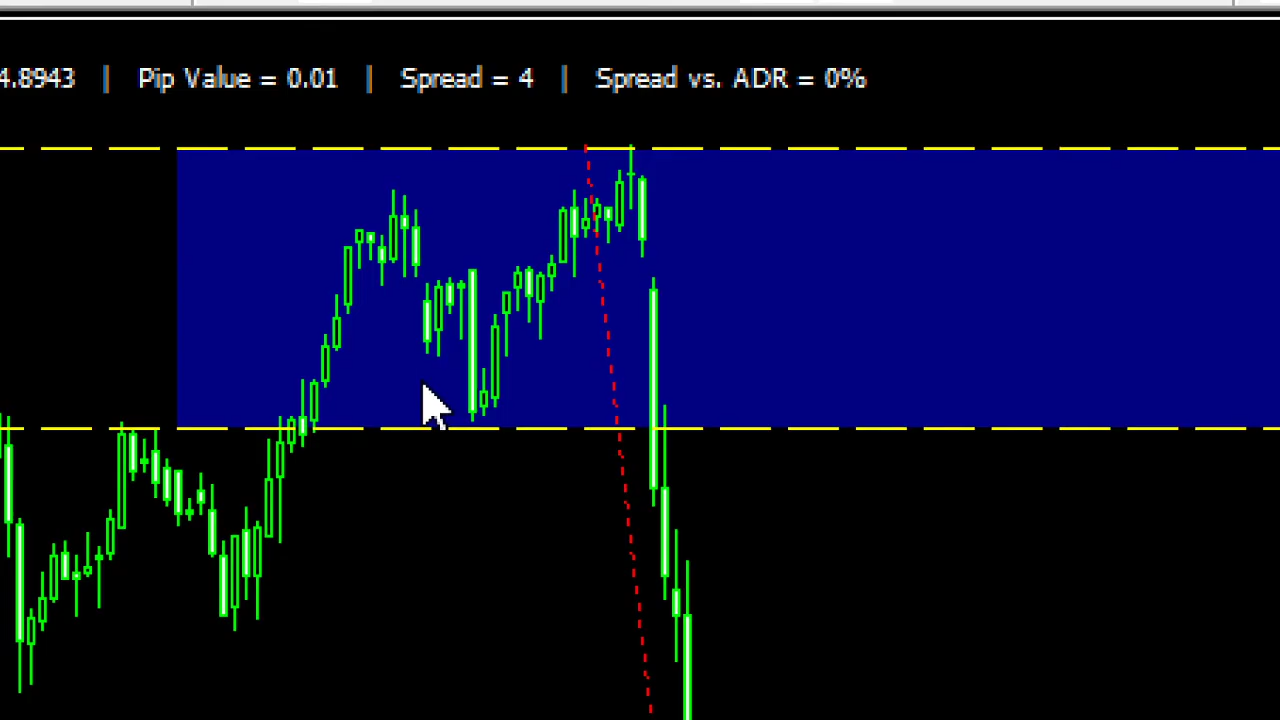 4.8943 | Pip Value = 0.01 | Spread = 4 | Spread vs. ADR = 0%